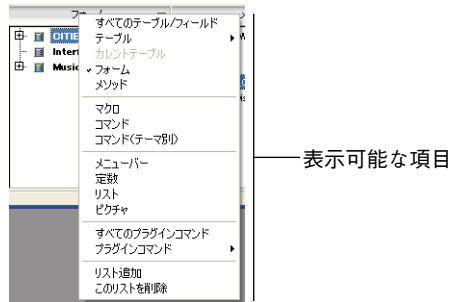 フォーム
CITIE
Interf
Music
すべてのテーブル/フィールド
テーブル
カレントテーブル
フォーム
メソッド
マクロ
コマンド
コマンド(テーマ別)
メニューバー
定数
リスト
ピクチャ
すべてのプラグインコマンド
プラグインコマンド
リスト追加
このリストを削除
表示可能な項目